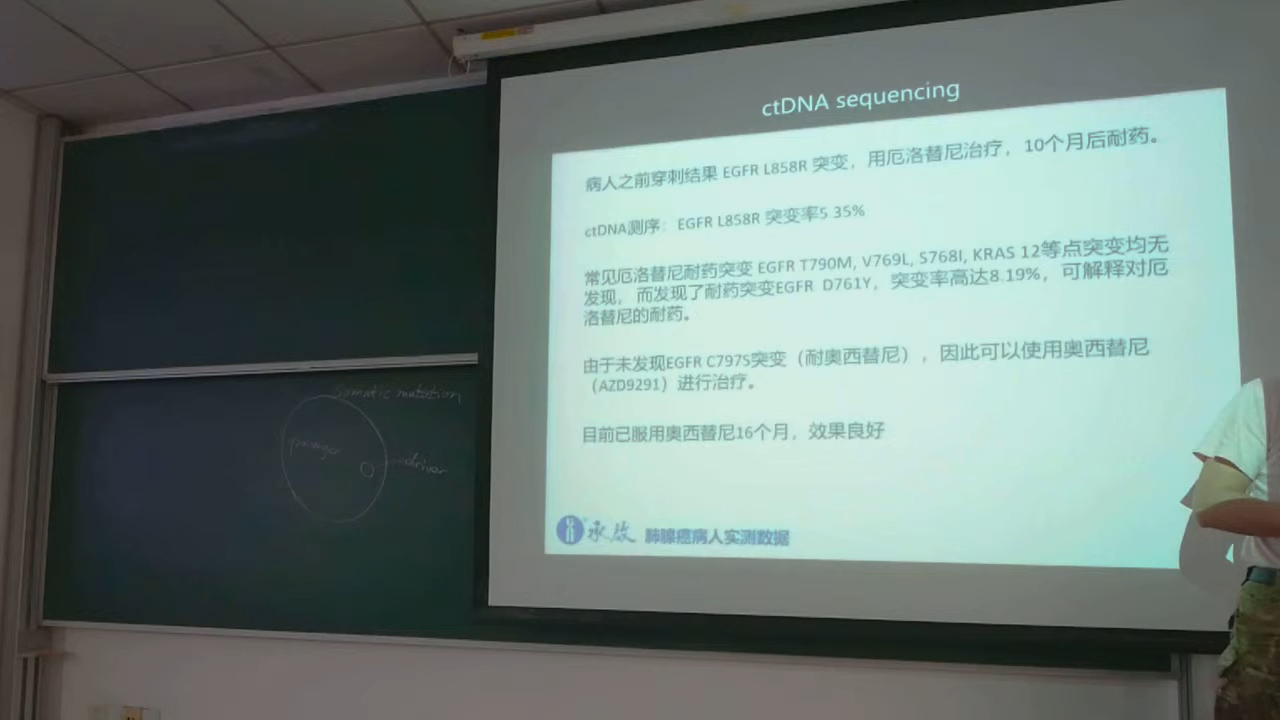 ctDNA sequencing
病人之前穿刺结果 EGFR L858R 突变，用厄洛替尼治疗，10个月后耐药。
ctDNA测序：EGFR L858R 突变率5 35%
常见厄洛替尼耐药突变 EGFR T790M, V769L, S768I, KRAS 12等点突变均无
发现，而发现了耐药突变EGFR D761Y，突变率高达8.19%，可解释对厄
洛替尼的耐药。
由于未发现EGFR C797S突变（耐奥西替尼），因此可以使用奥西替尼
（AZD9291）进行治疗。
目前已服用奥西替尼16个月，效果良好
承启 肺腺癌病人实测数据
Somatic mutation
driver